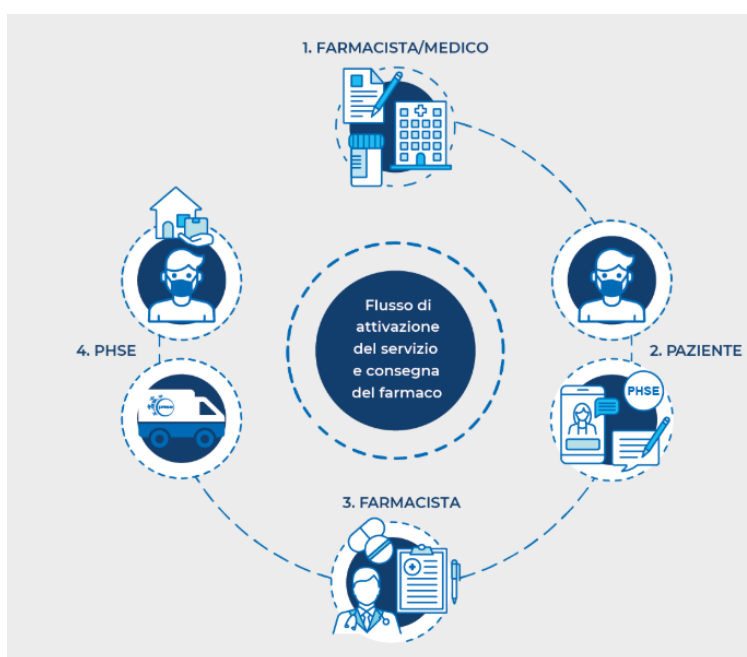 1. FARMACISTA/MEDICO
Flusso di
attivazione
del servizio
e consegna
del farmaco
4. PHSE
2. PAZIENTE
PHSE
3. FARMACISTA